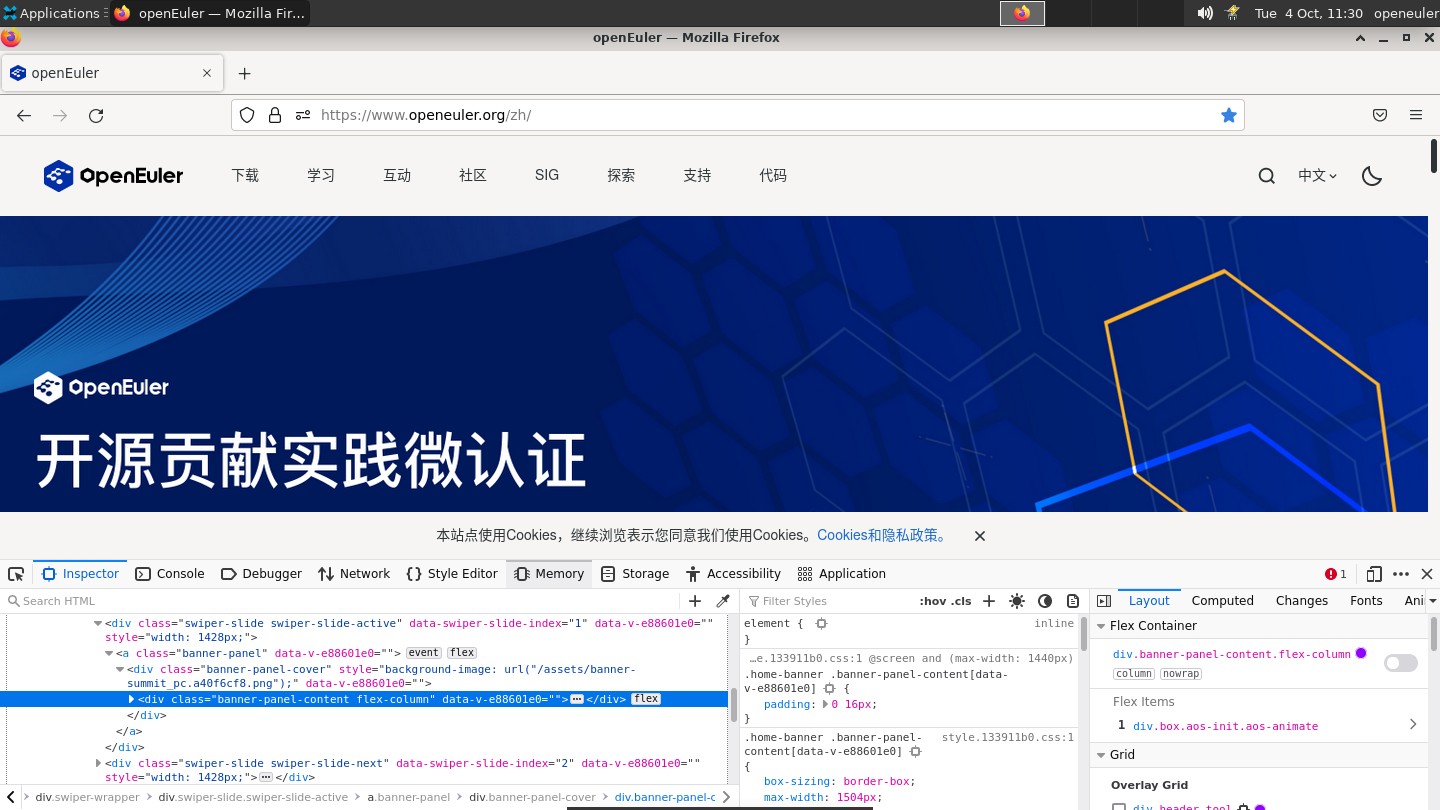 Applications openEuler — Mozilla Fir... Tue 4 Oct, 11:30 openeuler
openEuler — Mozilla Firefox
openEuler
https://www.openeuler.org/zh/
OpenEuler 下载 学习 互动 社区 SIG 探索 支持 代码 中文
OpenEuler
开源贡献实践微认证
本站点使用Cookies，继续浏览表示您同意我们使用Cookies。Cookies和隐私政策。
Inspector Console Debugger Network Style Editor Memory Storage Accessibility Application 1
Search HTML
<div class="swiper-slide swiper-slide-active" data-swiper-slide-index="1" data-v-e88601e0=""
style="width: 1428px;">
<a class="banner-panel" data-v-e88601e0=""> event flex
<div class="banner-panel-cover" style="background-image: url("/assets/banner-
summit_pc.a40f6cf8.png");" data-v-e88601e0="">
<div class="banner-panel-content flex-column" data-v-e88601e0="">…</div> flex
</div>
</a>
</div>
<div class="swiper-slide swiper-slide-next" data-swiper-slide-index="2" data-v-e88601e0=""
style="width: 1428px;">…</div>
div.swiper-wrapper div.swiper-slide.swiper-slide-active a.banner-panel div.banner-panel-cover div.banner-panel-c
Filter Styles :hov .cls
element { inline
}
…e.133911b0.css:1 @screen and (max-width: 1440px)
.home-banner .banner-panel-content[data-
v-e88601e0] {
padding: 0 16px;
}
.home-banner .banner-panel- style.133911b0.css:1
content[data-v-e88601e0]
{
box-sizing: border-box;
max-width: 1504px;
Layout Computed Changes Fonts Ani
Flex Container
div.banner-panel-content.flex-column
column nowrap
Flex Items
1 div.box.aos-init.aos-animate
Grid
Overlay Grid
div.header-tool